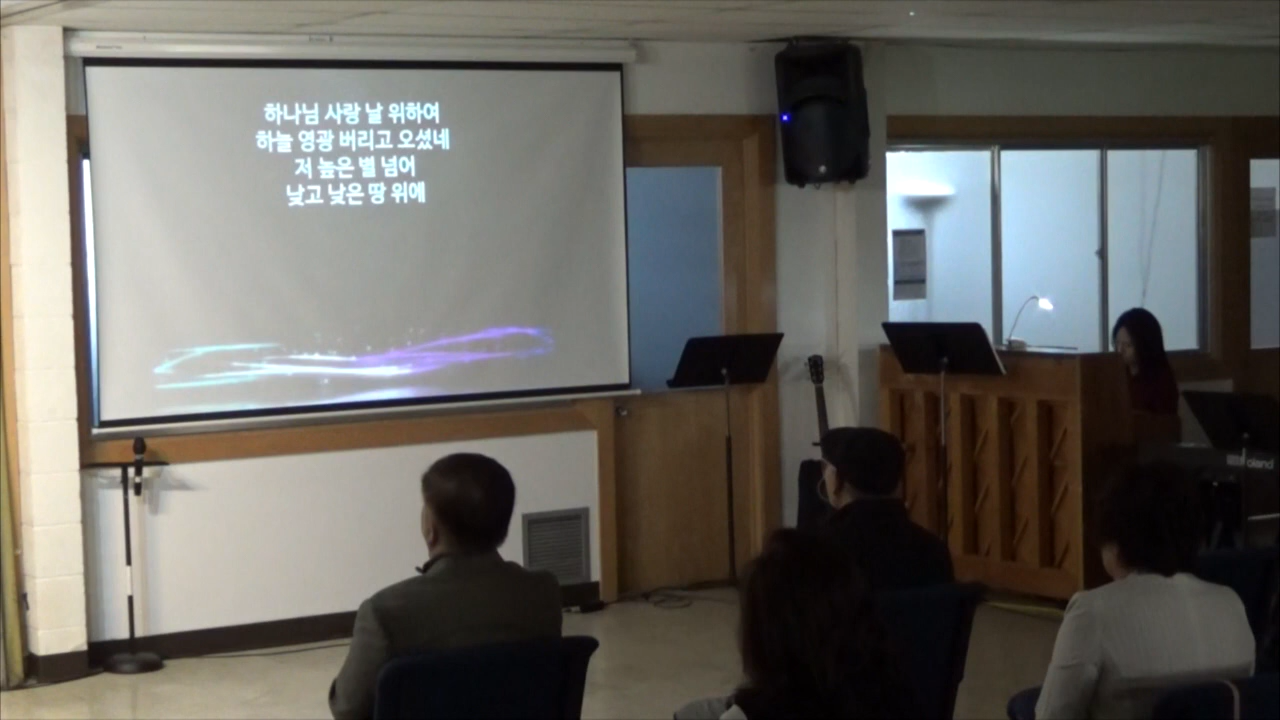 하나님 사랑 날 위하여
하늘 영광 버리고 오셨네
저 높은 별 넘어
낮고 낮은 땅 위에
Roland